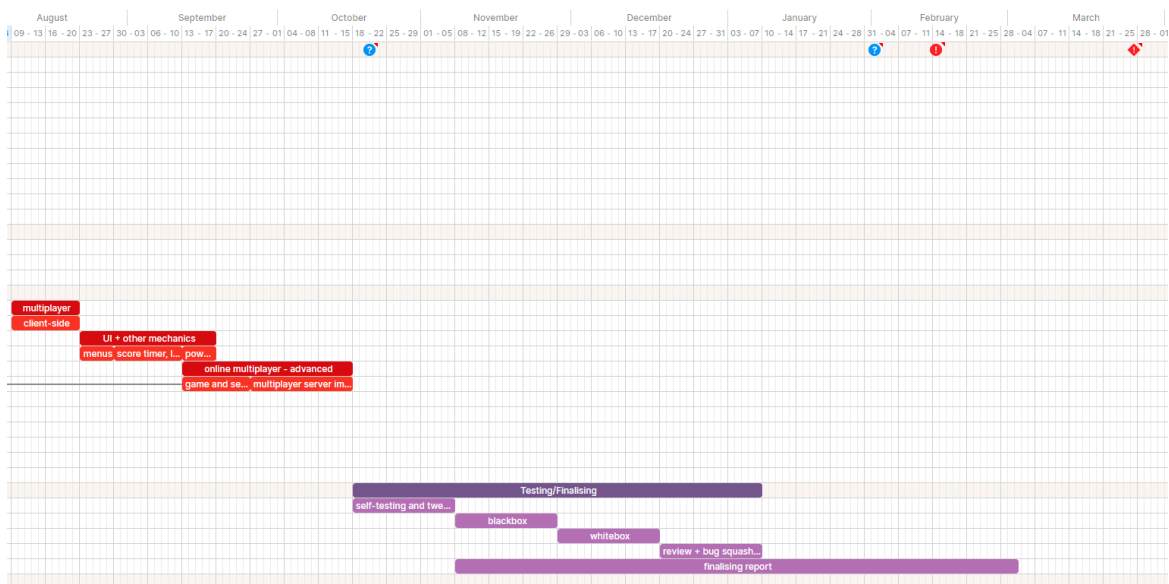 August September October November December January February March
09 - 13 16 - 20 23 - 27 30 - 03 06 - 10 13 - 17 20 - 24 27 - 01 04 - 08 11 - 15 18 - 22 25 - 29 01 - 05 08 - 12 15 - 19 22 - 26 29 - 03 06 - 10 13 - 17 20 - 24 27 - 31 03 - 07 10 - 14 17 - 21 24 - 28 31 - 04 07 - 11 14 - 18 21 - 25 28 - 04 07 - 11 14 - 18 21 - 25 28 - 01
? ? ! !
multiplayer
client-side
UI + other mechanics
menus score timer, l... pow...
online multiplayer - advanced
game and se... multiplayer server im...
Testing/Finalising
self-testing and twe...
blackbox
whitebox
review + bug squash...
finalising report